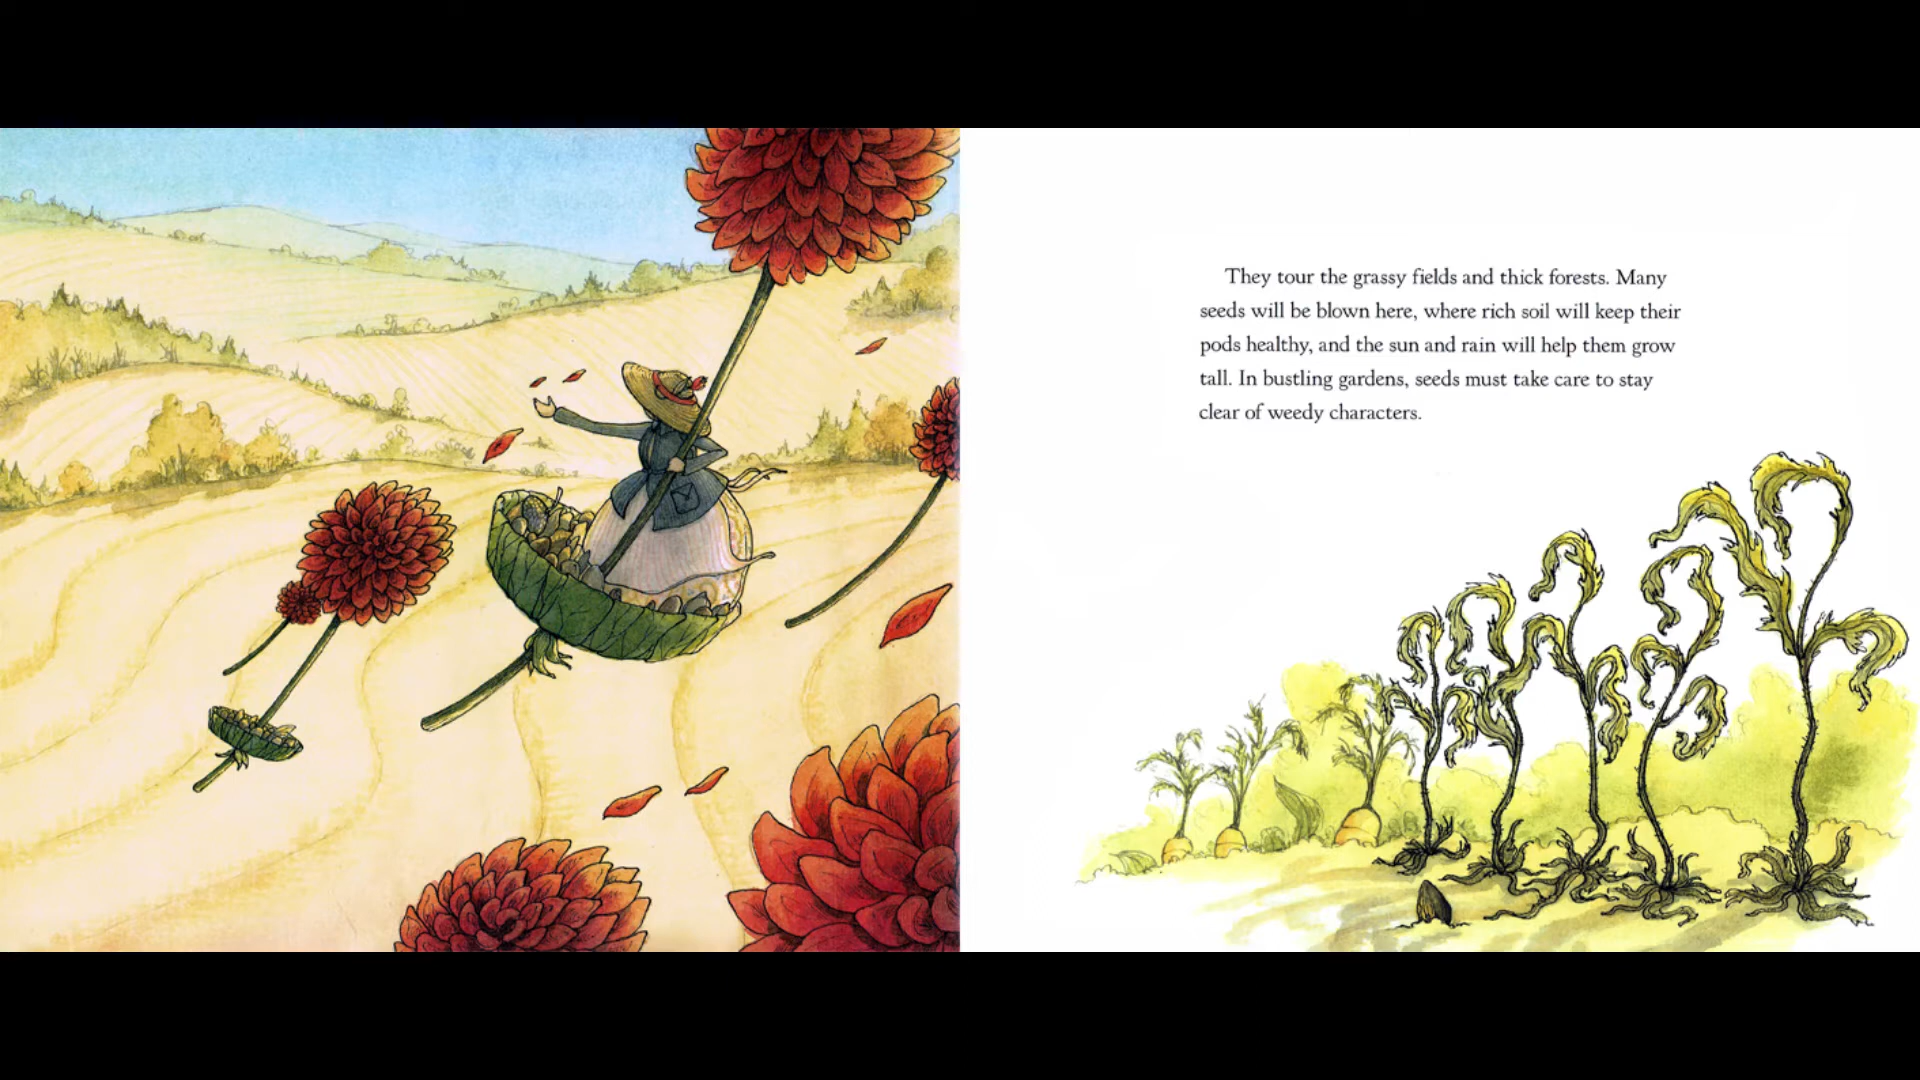 They tour the grassy fields and thick forests. Many
seeds will be blown here, where rich soil will keep their
pods healthy, and the sun and rain will help them grow
tall. In bustling gardens, seeds must take care to stay
clear of weedy characters.